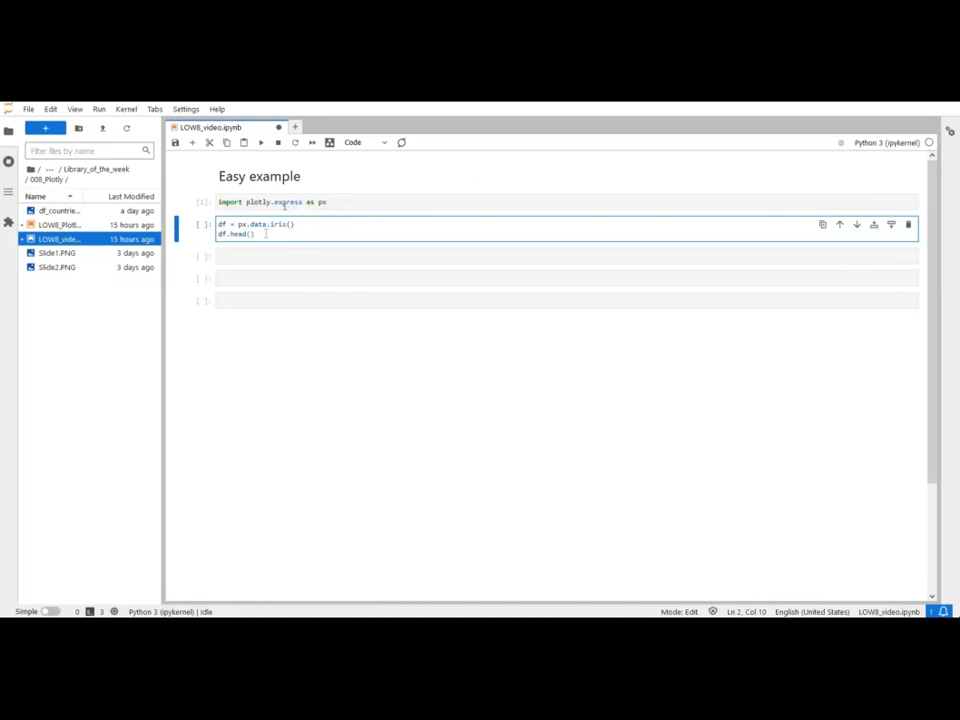 File Edit View Run Kernel Tabs Settings Help
LOW8_video.ipynb
Code
Python 3 (ipykernel)
Filter files by name
/ ... / Library_of_the_week
/ 008_Plotly /
Name Last Modified
df_countrie... a day ago
LOW8_Plotl... 15 hours ago
LOW8_vide... 15 hours ago
Slide1.PNG 3 days ago
Slide2.PNG 3 days ago
Easy example
[1]: import plotly.express as px
[ ]: df = px.data.iris()
df.head()
[ ]:
[ ]:
[ ]:
Simple 0 3 Python 3 (ipykernel) | Idle Mode: Edit Ln 2, Col 10 English (United States) LOW8_video.ipynb 1